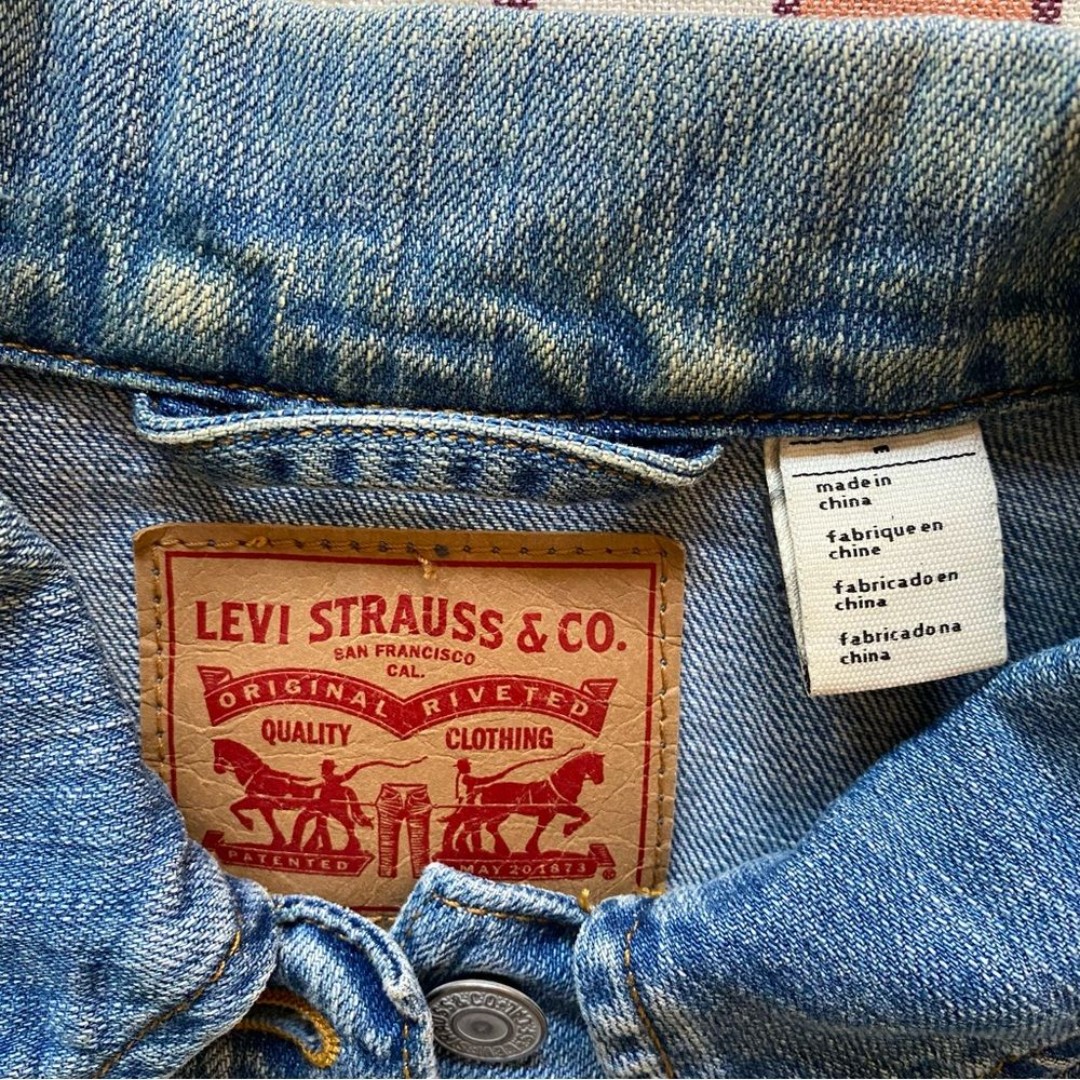 LEVI STRAUSS & CO.
SAN FRANCISCO
CAL.
ORIGINAL RIVETED
QUALITY CLOTHING
PATENTED MAY 20 1873
made in
china
fabrique en
chine
fabricado en
china
fabricado na
china